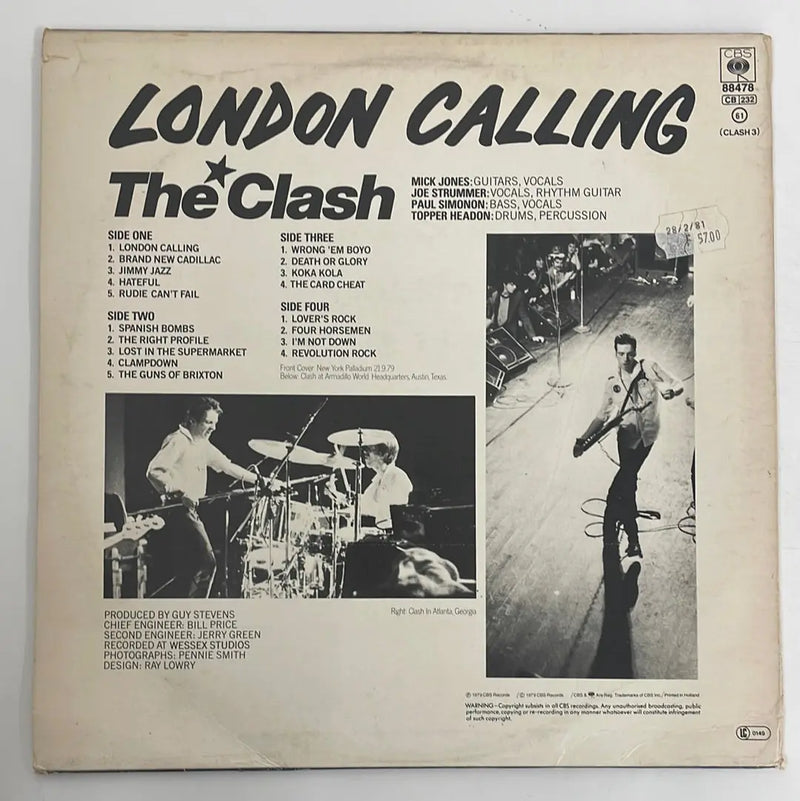 CBS
88478
CB 232
61
(CLASH 3)
LONDON CALLING
The Clash
MICK JONES: GUITARS, VOCALS
JOE STRUMMER: VOCALS, RHYTHM GUITAR
PAUL SIMONON: BASS, VOCALS
TOPPER HEADON: DRUMS, PERCUSSION
28/2/81
$7.00
SIDE ONE
1. LONDON CALLING
2. BRAND NEW CADILLAC
3. JIMMY JAZZ
4. HATEFUL
5. RUDIE CAN'T FAIL
SIDE TWO
1. SPANISH BOMBS
2. THE RIGHT PROFILE
3. LOST IN THE SUPERMARKET
4. CLAMPDOWN
5. THE GUNS OF BRIXTON
SIDE THREE
1. WRONG 'EM BOYO
2. DEATH OR GLORY
3. KOKA KOLA
4. THE CARD CHEAT
SIDE FOUR
1. LOVER'S ROCK
2. FOUR HORSEMEN
3. I'M NOT DOWN
4. REVOLUTION ROCK
Front Cover: New York Palladium 21.9.79
Below: Clash at Armadillo World Headquarters, Austin, Texas.
Right: Clash In Atlanta, Georgia
PRODUCED BY GUY STEVENS
CHIEF ENGINEER: BILL PRICE
SECOND ENGINEER: JERRY GREEN
RECORDED AT WESSEX STUDIOS
PHOTOGRAPHS: PENNIE SMITH
DESIGN: RAY LOWRY
℗ 1979 CBS Records / © 1979 CBS Records / CBS & Are Reg. Trademarks of CBS Inc. / Printed in Holland
WARNING:–Copyright subsists in all CBS recordings. Any unauthorised broadcasting, public
performance, copying or re-recording in any manner whatsoever will constitute infringement
of such copyright.
LC 0149